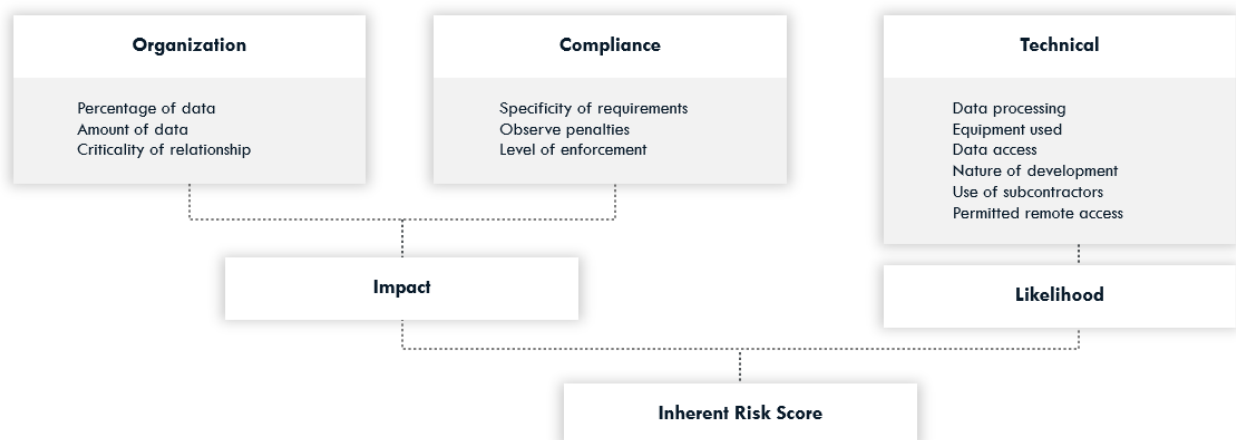 Organization
Percentage of data
Amount of data
Criticality of relationship
Compliance
Specificity of requirements
Observe penalties
Level of enforcement
Technical
Data processing
Equipment used
Data access
Nature of development
Use of subcontractors
Permitted remote access
Impact
Likelihood
Inherent Risk Score